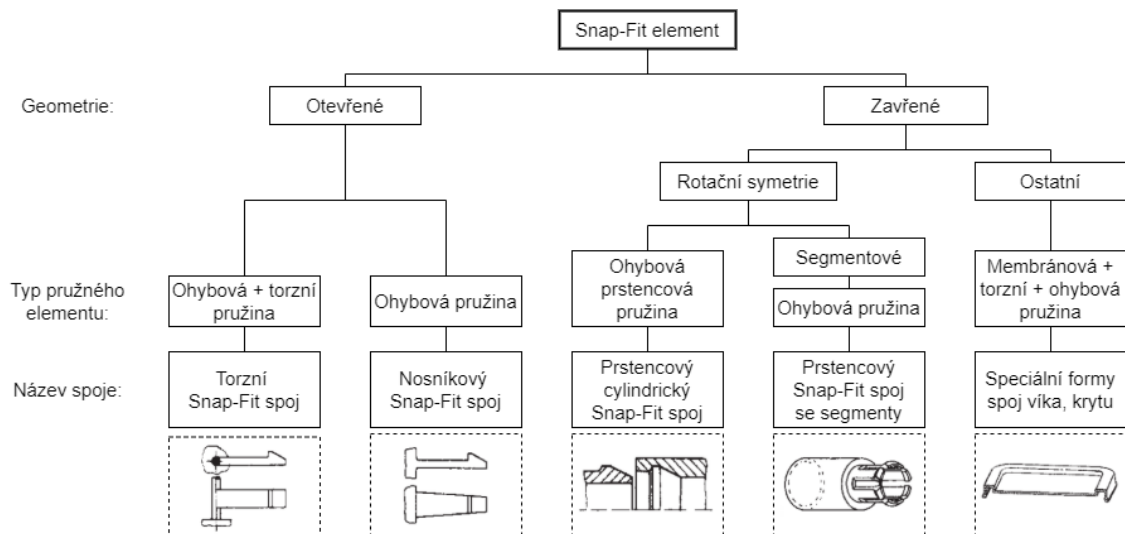 Snap-Fit element
Geometrie:
Otevřené
Zavřené
Rotační symetrie
Ostatní
Typ pružného
elementu:
Ohybová + torzní
pružina
Ohybová pružina
Ohybová
prstencová
pružina
Segmentové
Ohybová pružina
Membránová +
torzní + ohybová
pružina
Název spoje:
Torzní
Snap-Fit spoj
Nosníkový
Snap-Fit spoj
Prstencový
cylindrický
Snap-Fit spoj
Prstencový
Snap-Fit spoj
se segmenty
Speciální formy
spoj víka, krytu